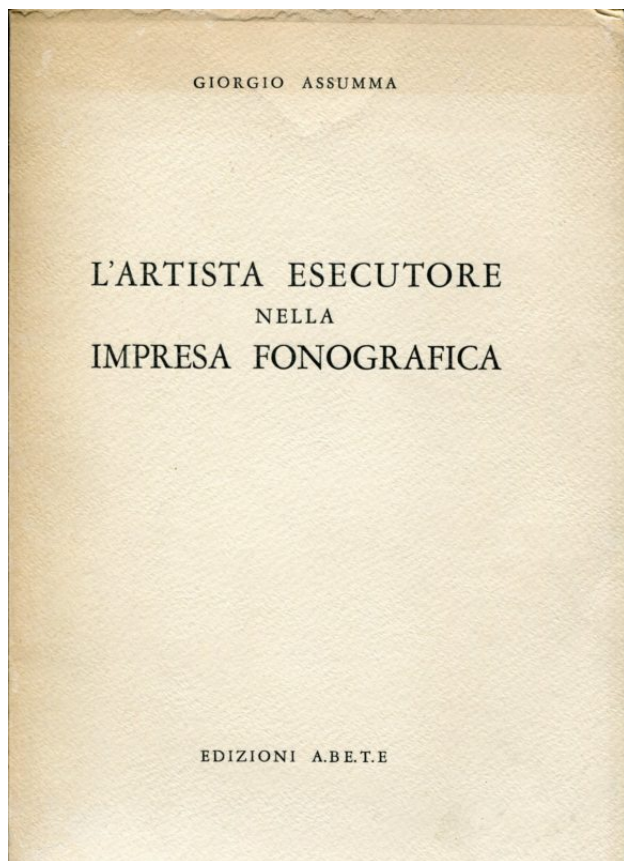 GIORGIO ASSUMMA
L'ARTISTA ESECUTORE
NELLA
IMPRESA FONOGRAFICA
EDIZIONI A.BE.T.E